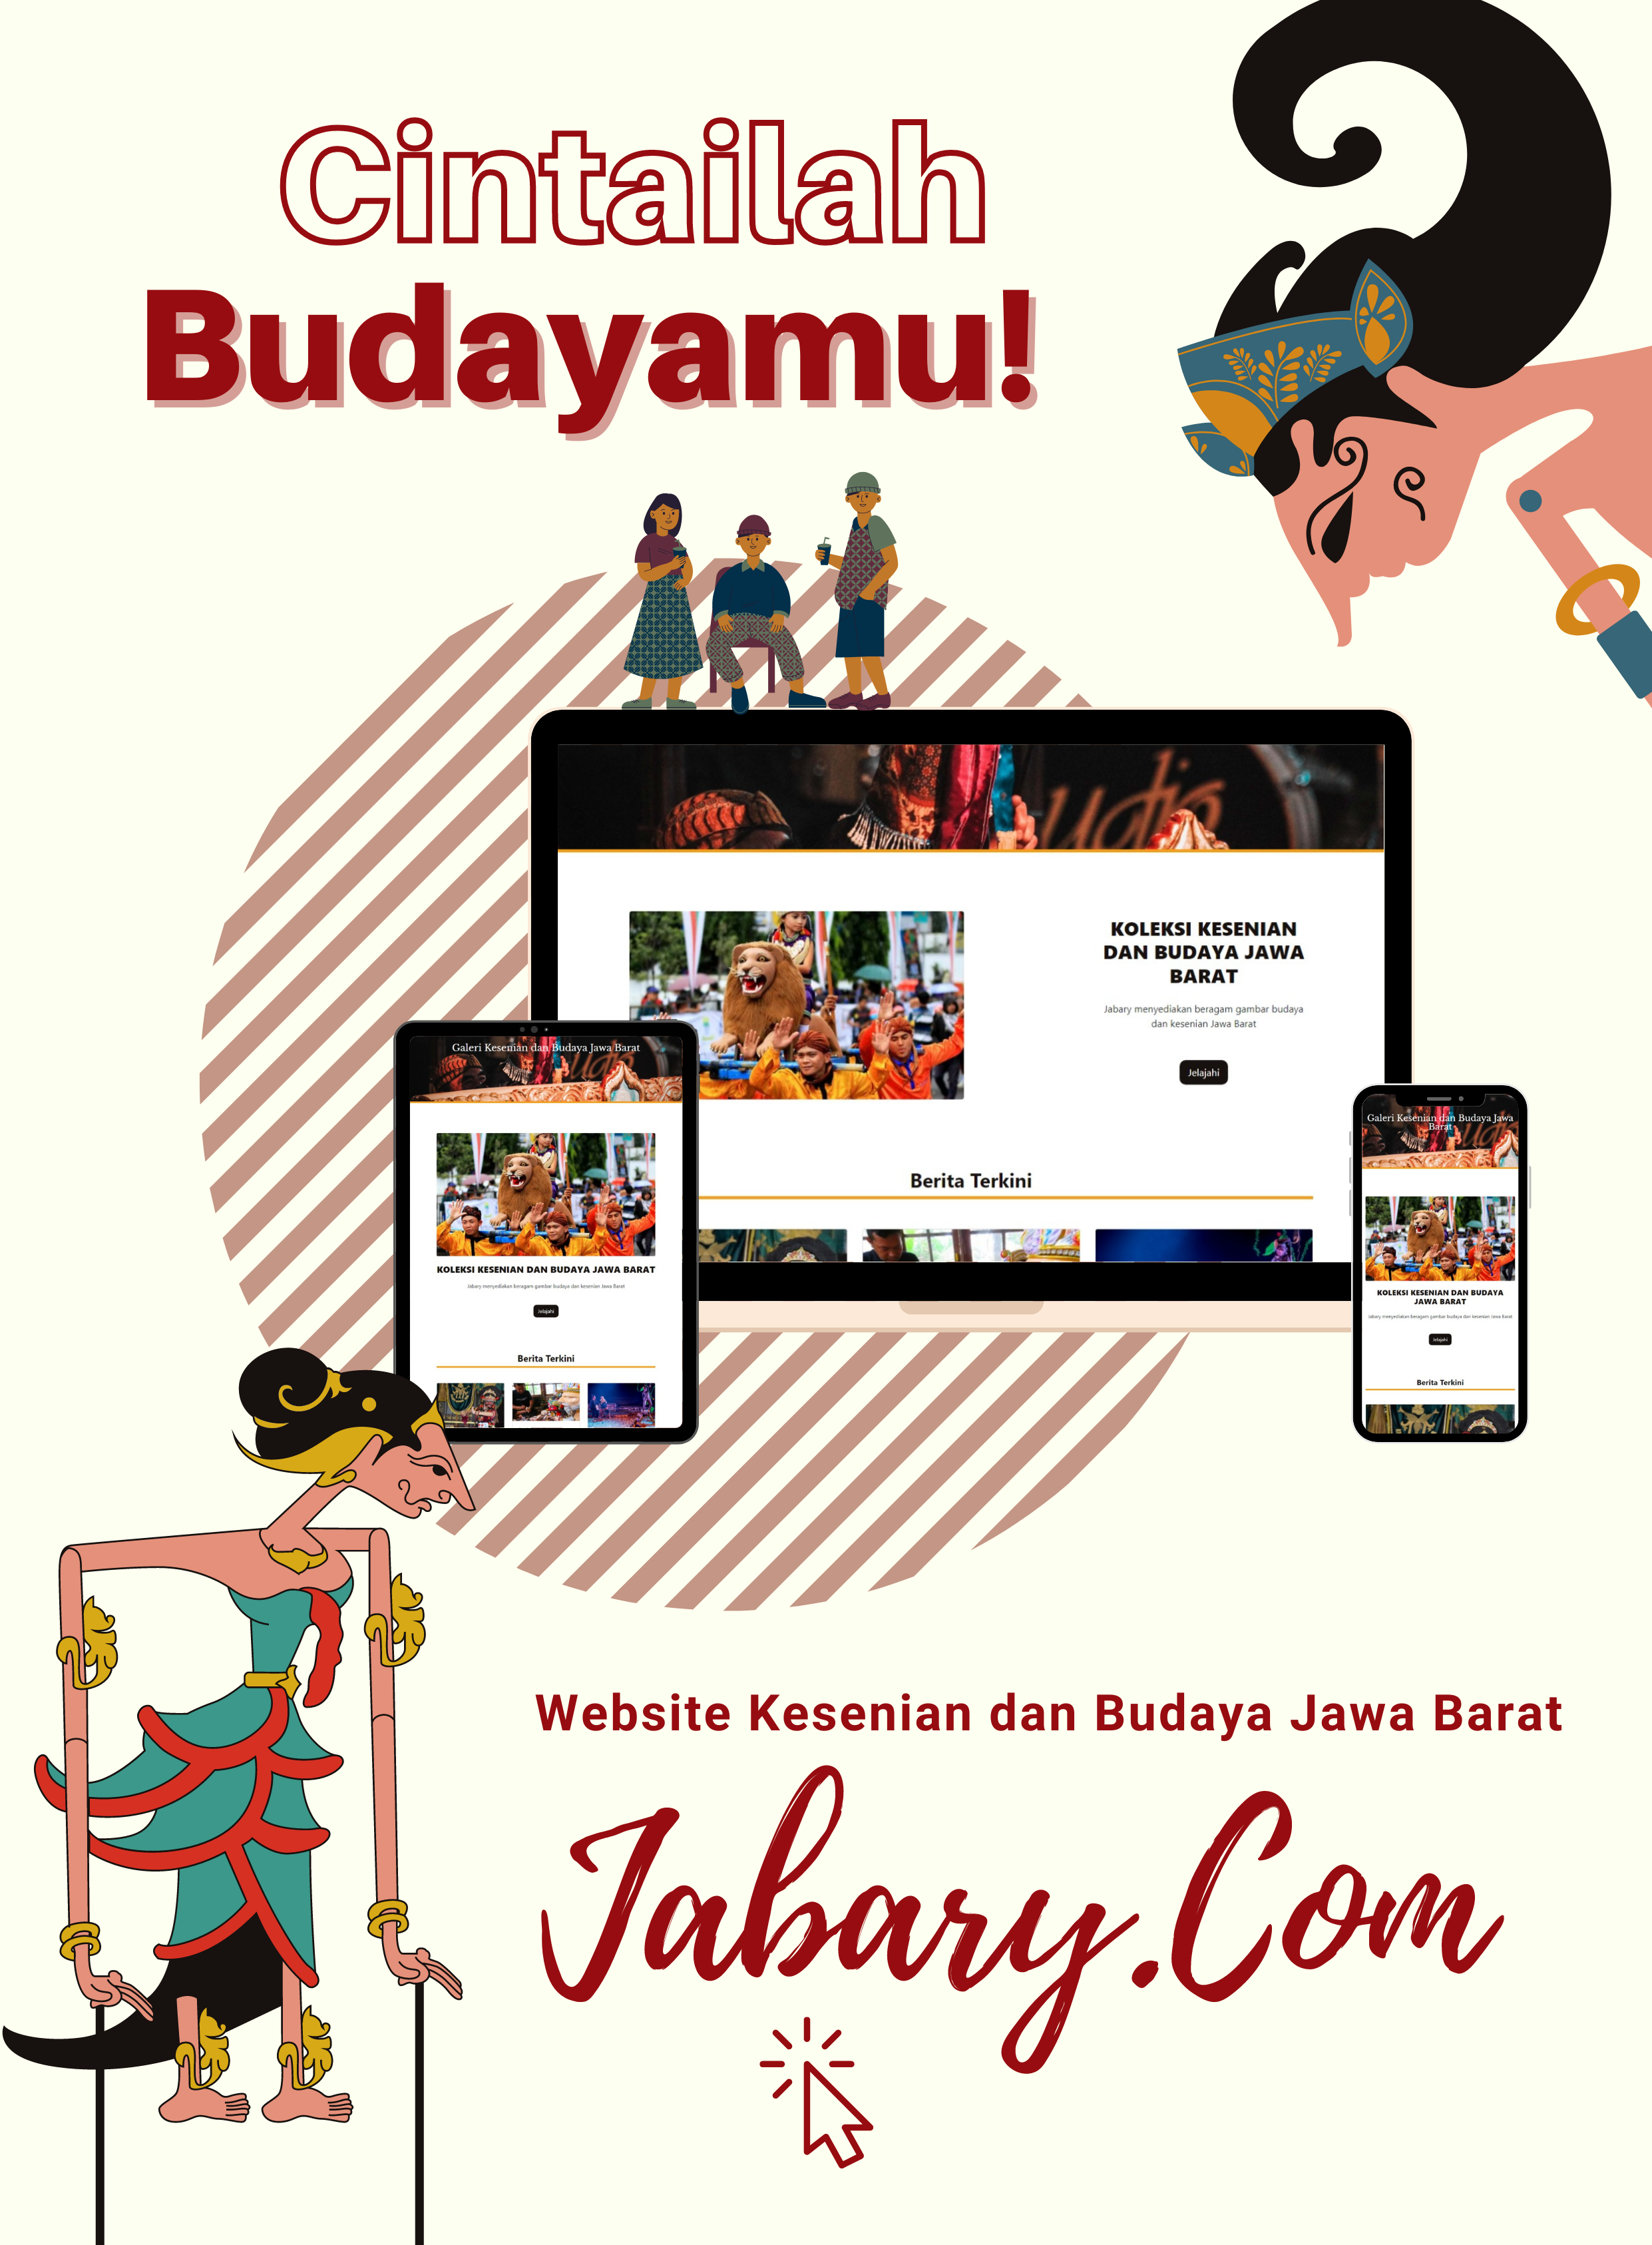 Cintailah
Budayamu!
KOLEKSI KESENIAN
DAN BUDAYA JAWA
BARAT
Jabary menyediakan beragam gambar budaya
dan kesenian Jawa Barat
Jelajahi
Berita Terkini
Galeri Kesenian dan Budaya Jawa Barat
KOLEKSI KESENIAN DAN BUDAYA JAWA BARAT
Jabary menyediakan beragam gambar budaya dan kesenian Jawa Barat
Jelajahi
Berita Terkini
Galeri Kesenian dan Budaya Jawa
Barat
KOLEKSI KESENIAN DAN BUDAYA
JAWA BARAT
Jabary menyediakan beragam gambar budaya dan kesenian Jawa Barat
Jelajahi
Berita Terkini
Website Kesenian dan Budaya Jawa Barat
Jabary.Com